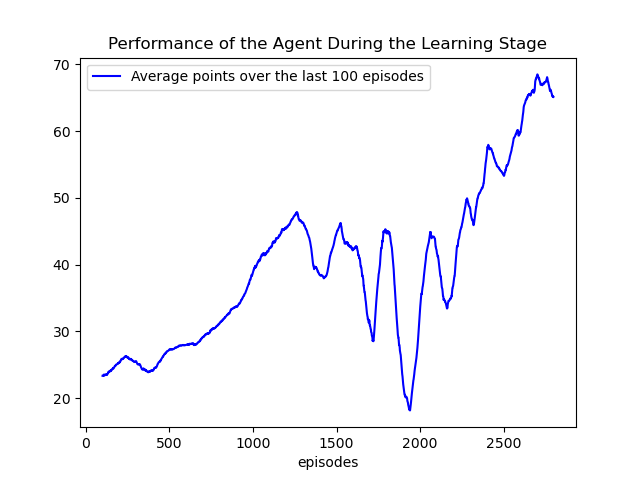 Performance of the Agent During the Learning Stage
Average points over the last 100 episodes
70
60
50
40
30
20
0 500 1000 1500 2000 2500
episodes